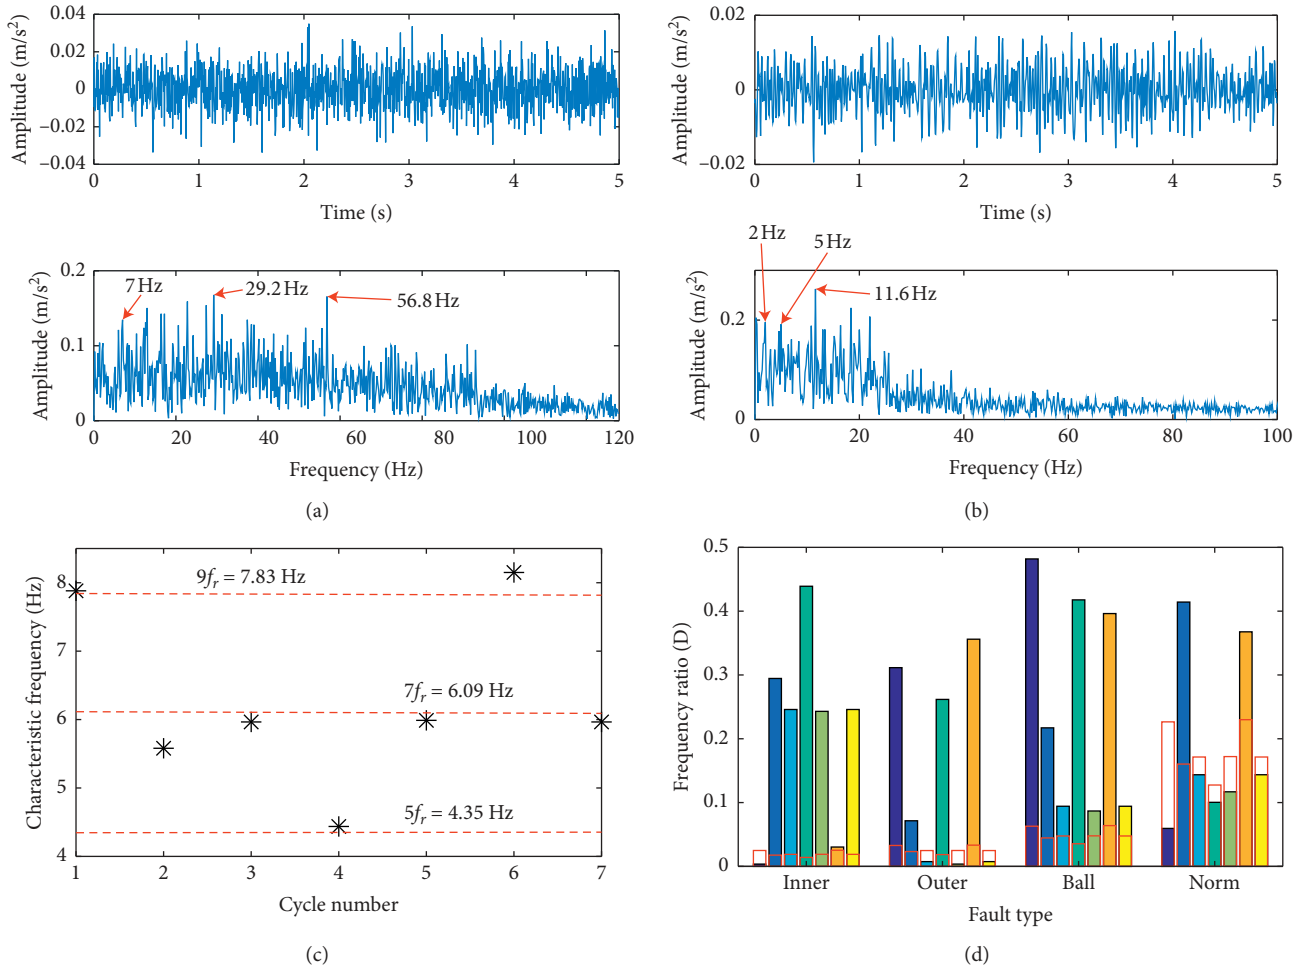 0.04
0.02
0
−0.02
−0.04
Amplitude (m/s2)
0 1 2 3 4 5
Time (s)
0.02
0
−0.02
Amplitude (m/s2)
0 1 2 3 4 5
Time (s)
0.2
0.1
0
Amplitude (m/s2)
7 Hz
29.2 Hz
56.8 Hz
0 20 40 60 80 100 120
Frequency (Hz)
(a)
0.2
0
Amplitude (m/s2)
2 Hz
5 Hz
11.6 Hz
0 20 40 60 80 100
Frequency (Hz)
(b)
8
7
6
5
4
Characteristic frequency (Hz)
9fr = 7.83 Hz
7fr = 6.09 Hz
5fr = 4.35 Hz
1 2 3 4 5 6 7
Cycle number
(c)
0.5
0.4
0.3
0.2
0.1
0
Frequency ratio (D)
Inner Outer Ball Norm
Fault type
(d)